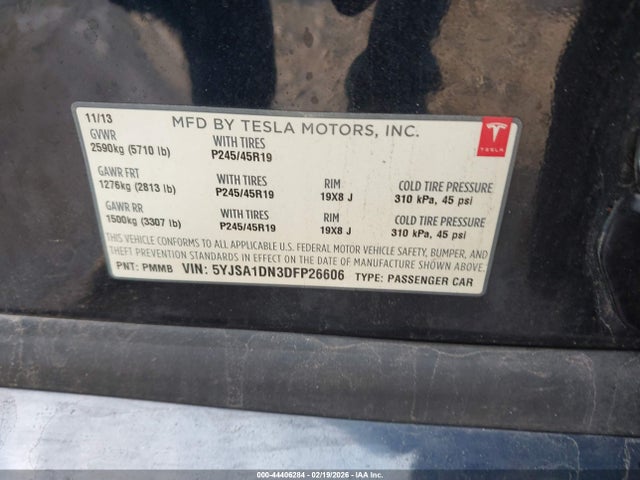 11/13 MFD BY TESLA MOTORS, INC.
TESLA
GVWR WITH TIRES
2590kg (5710 lb) P245/45R19
GAWR FRT WITH TIRES RIM COLD TIRE PRESSURE
1276kg (2813 lb) P245/45R19 19X8 J 310 kPa, 45 psi
GAWR RR WITH TIRES RIM COLD TIRE PRESSURE
1500kg (3307 lb) P245/45R19 19X8 J 310 kPa, 45 psi
THIS VEHICLE CONFORMS TO ALL APPLICABLE U.S. FEDERAL MOTOR VEHICLE SAFETY, BUMPER, AND
THEFT PREVENTION STANDARDS IN EFFECT ON THE DATE OF MANUFACTURE SHOWN ABOVE.
PNT: PMMB VIN: 5YJSA1DN3DFP26606 TYPE: PASSENGER CAR
000-44406284 - 02/19/2026 - IAA Inc.